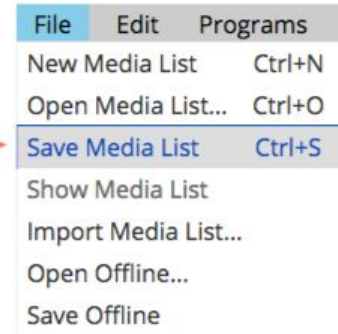 File Edit Programs
New Media List Ctrl+N
Open Media List... Ctrl+O
Save Media List Ctrl+S
Show Media List
Import Media List...
Open Offline...
Save Offline